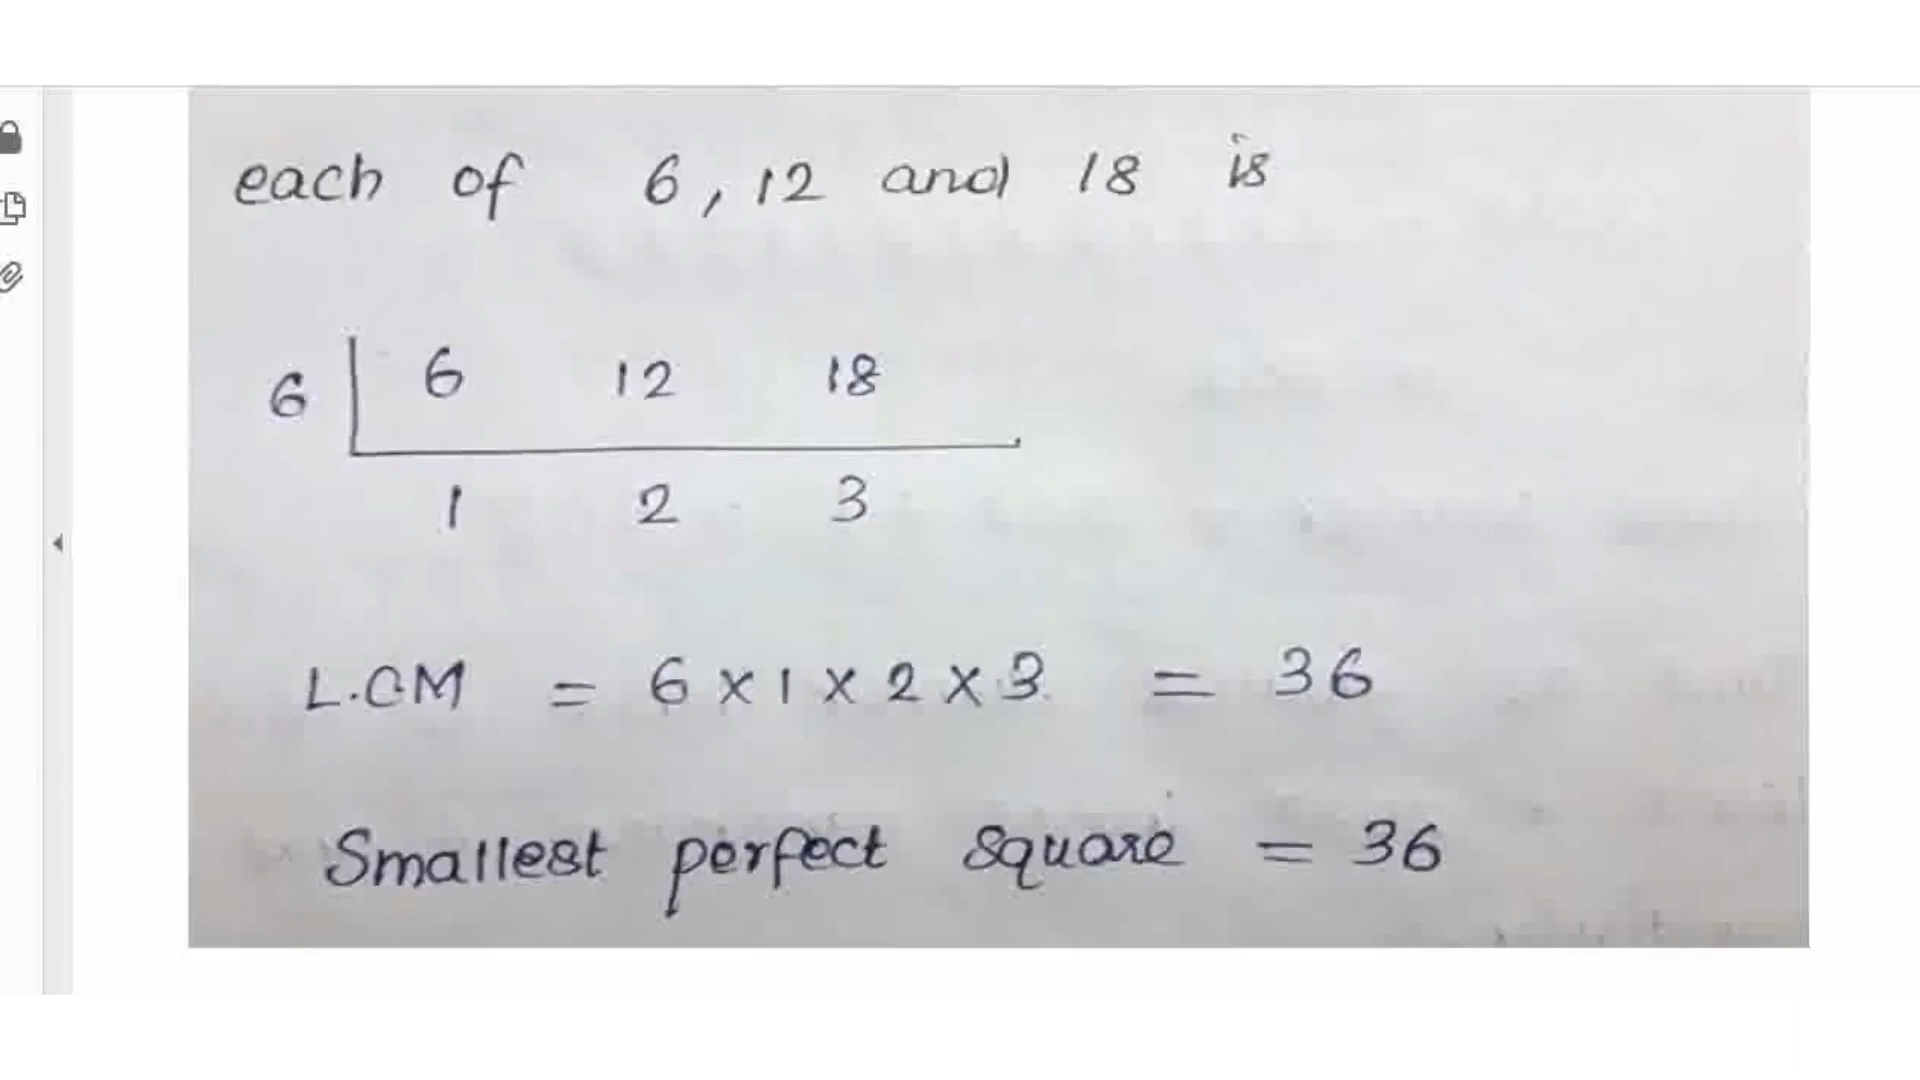 each of 6, 12 and 18 is
6 6 12 18
1 2 3
L.CM = 6 x 1 x 2 x 3 = 36
Smallest perfect square = 36